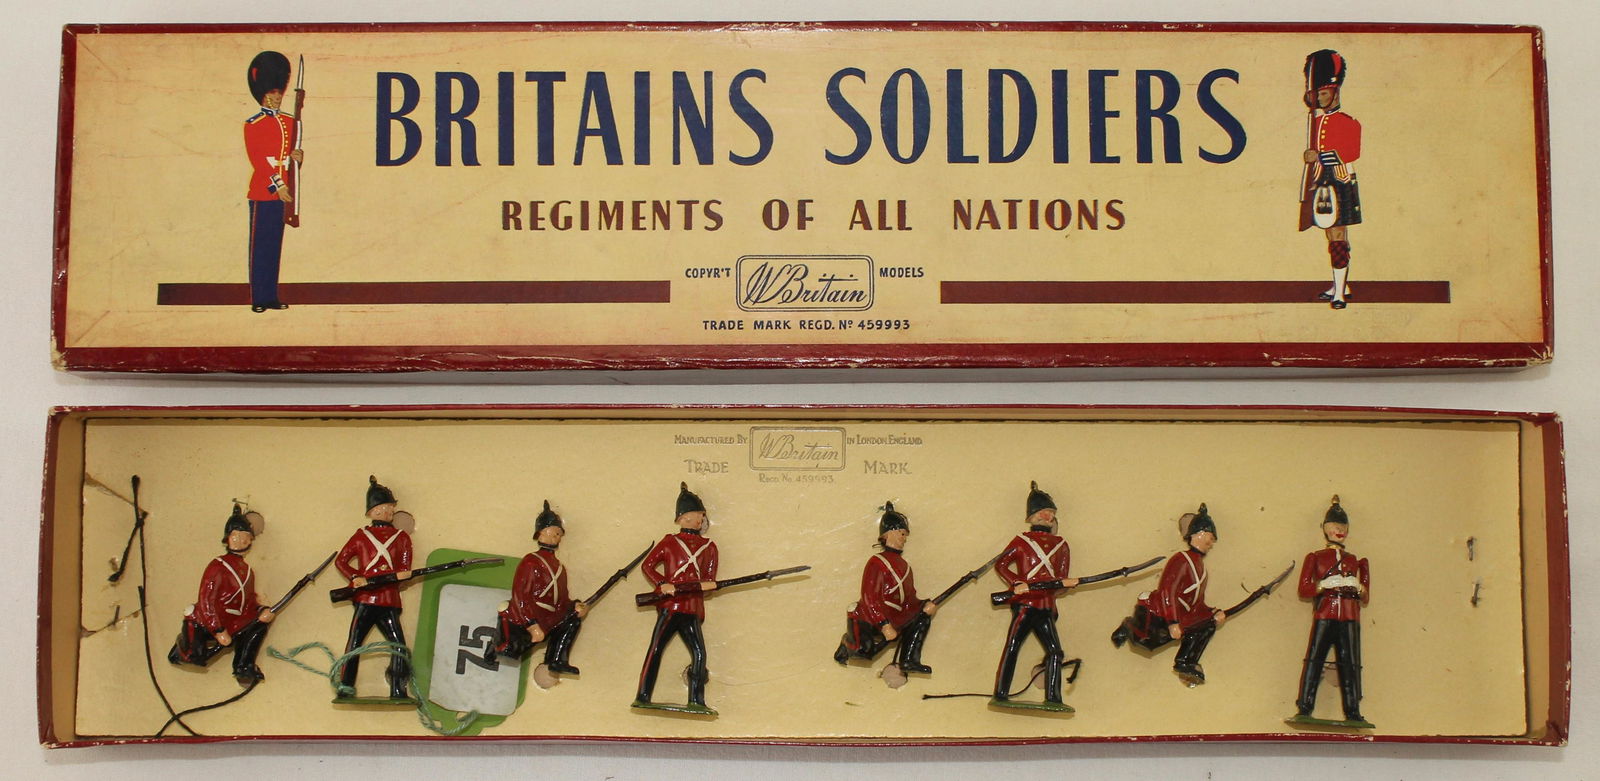 BRITAINS SOLDIERS
REGIMENTS OF ALL NATIONS
COPYR'T W Britain MODELS
TRADE MARK REGD. Nº 459993
MANUFACTURED BY W Britain IN LONDON ENGLAND
TRADE MARK
REGD. No. 459993
75